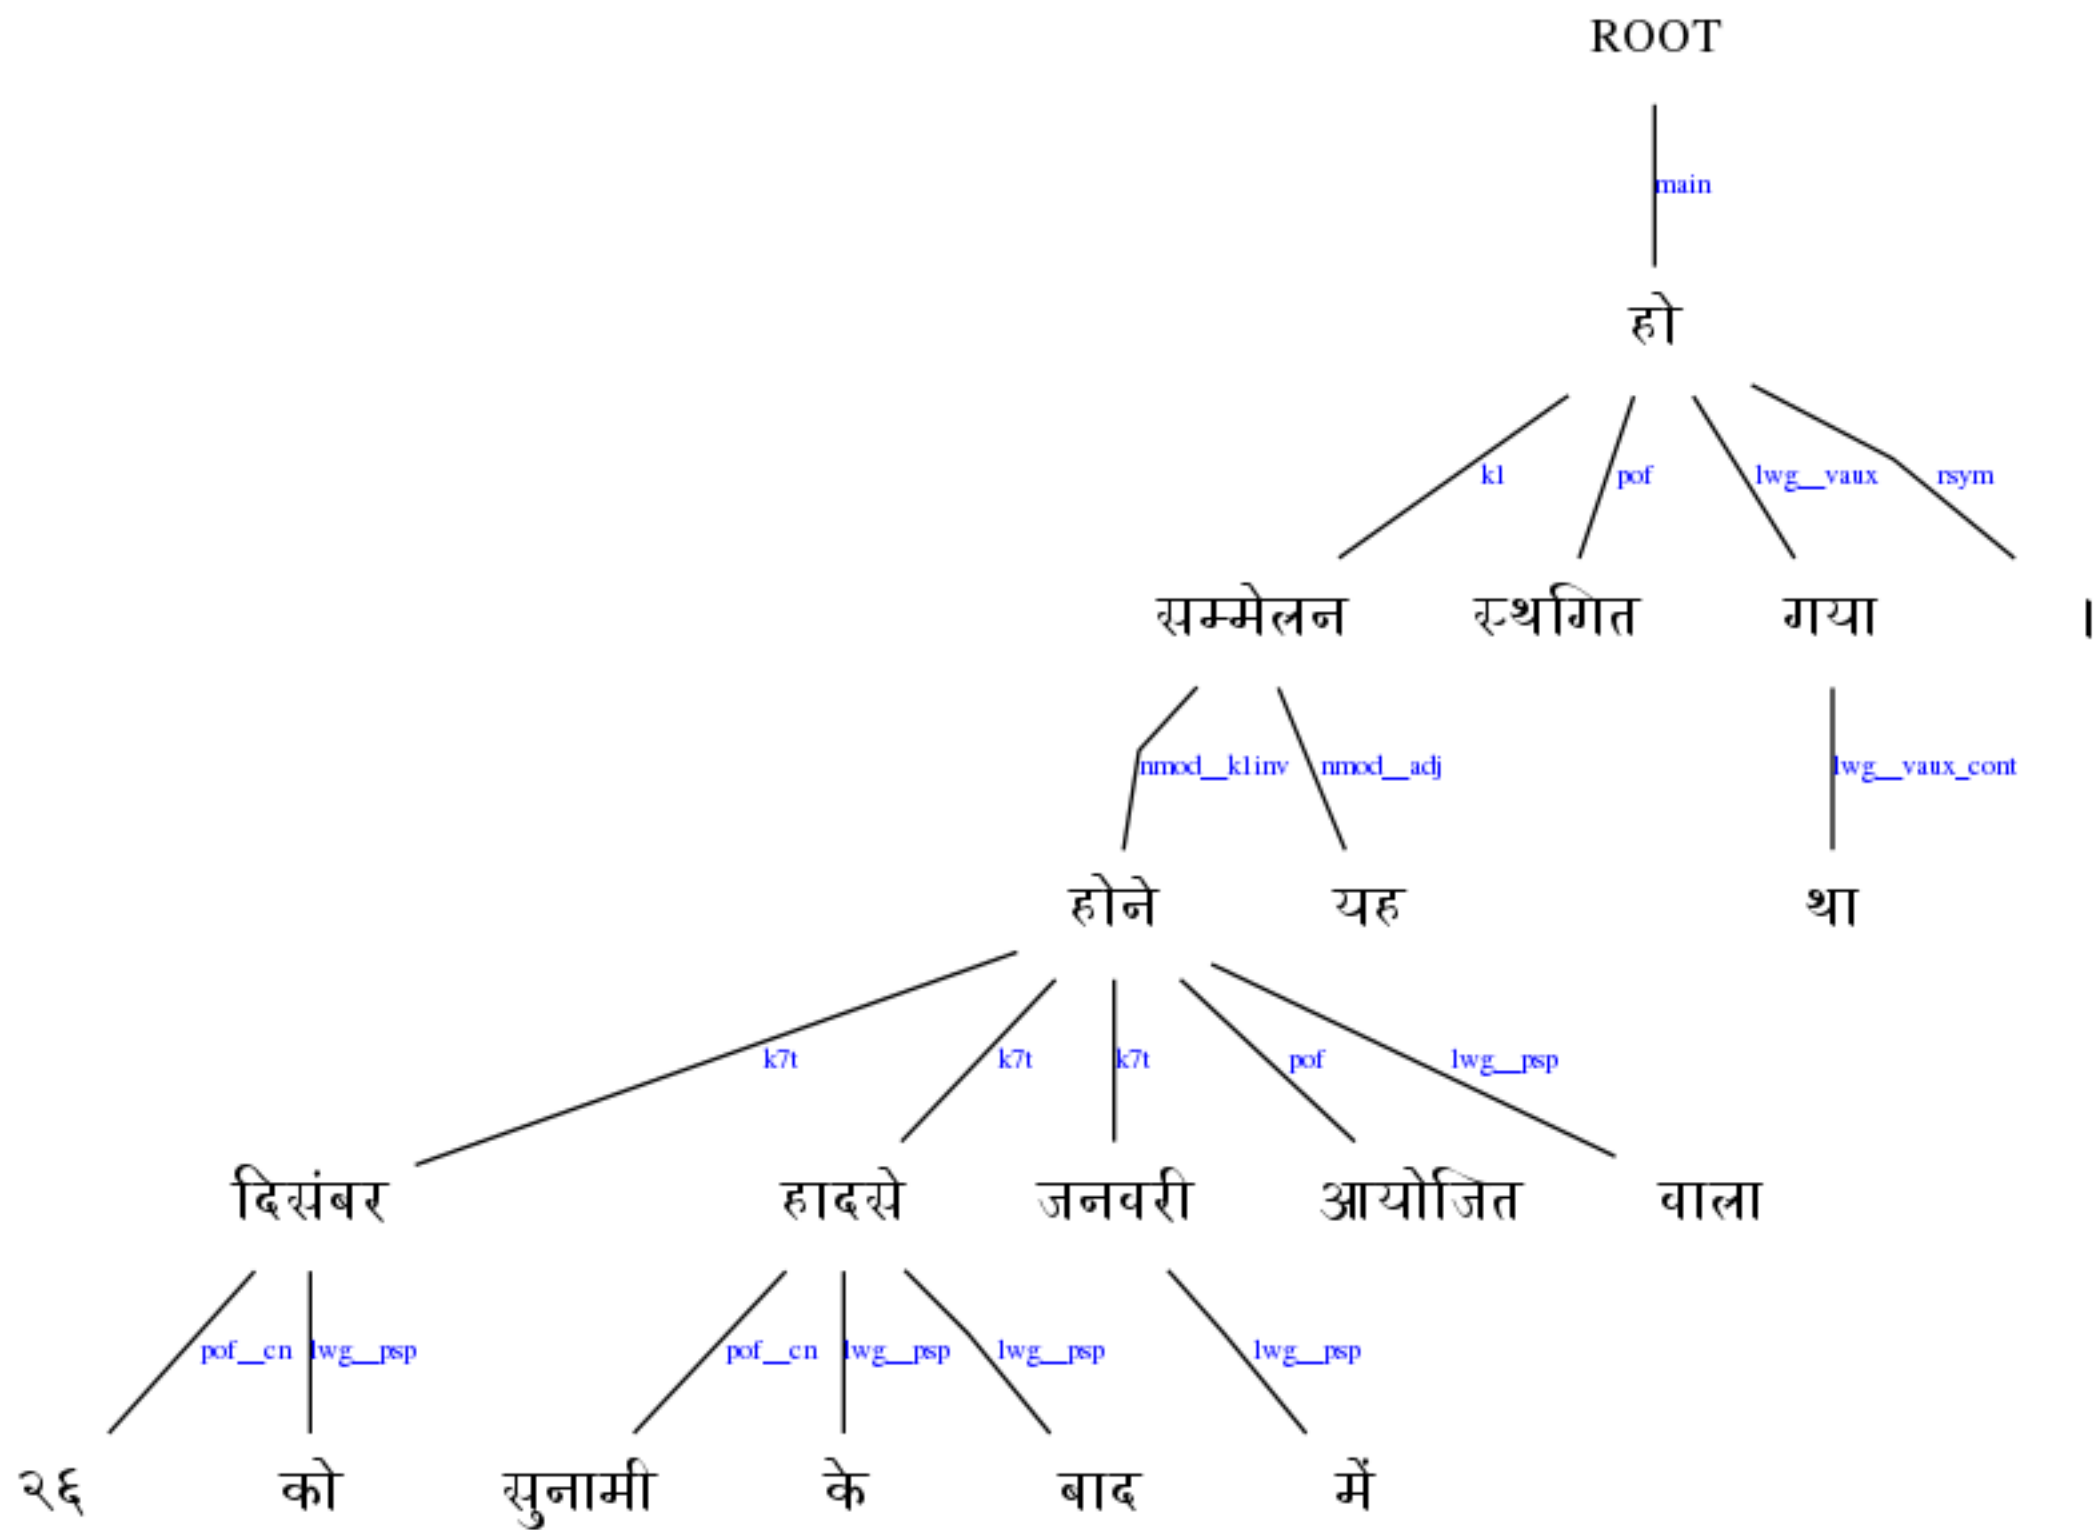 ROOT
main
हो
k1 pof lwg__vaux rsym
सम्मेलन स्थगित गया ।
nmod__k1inv nmod__adj lwg__vaux_cont
होने यह था
k7t k7t k7t pof lwg__psp
दिसंबर हादसे जनवरी आयोजित वाला
pof__cn lwg__psp pof__cn lwg__psp lwg__psp lwg__psp
२६ को सुनामी के बाद में